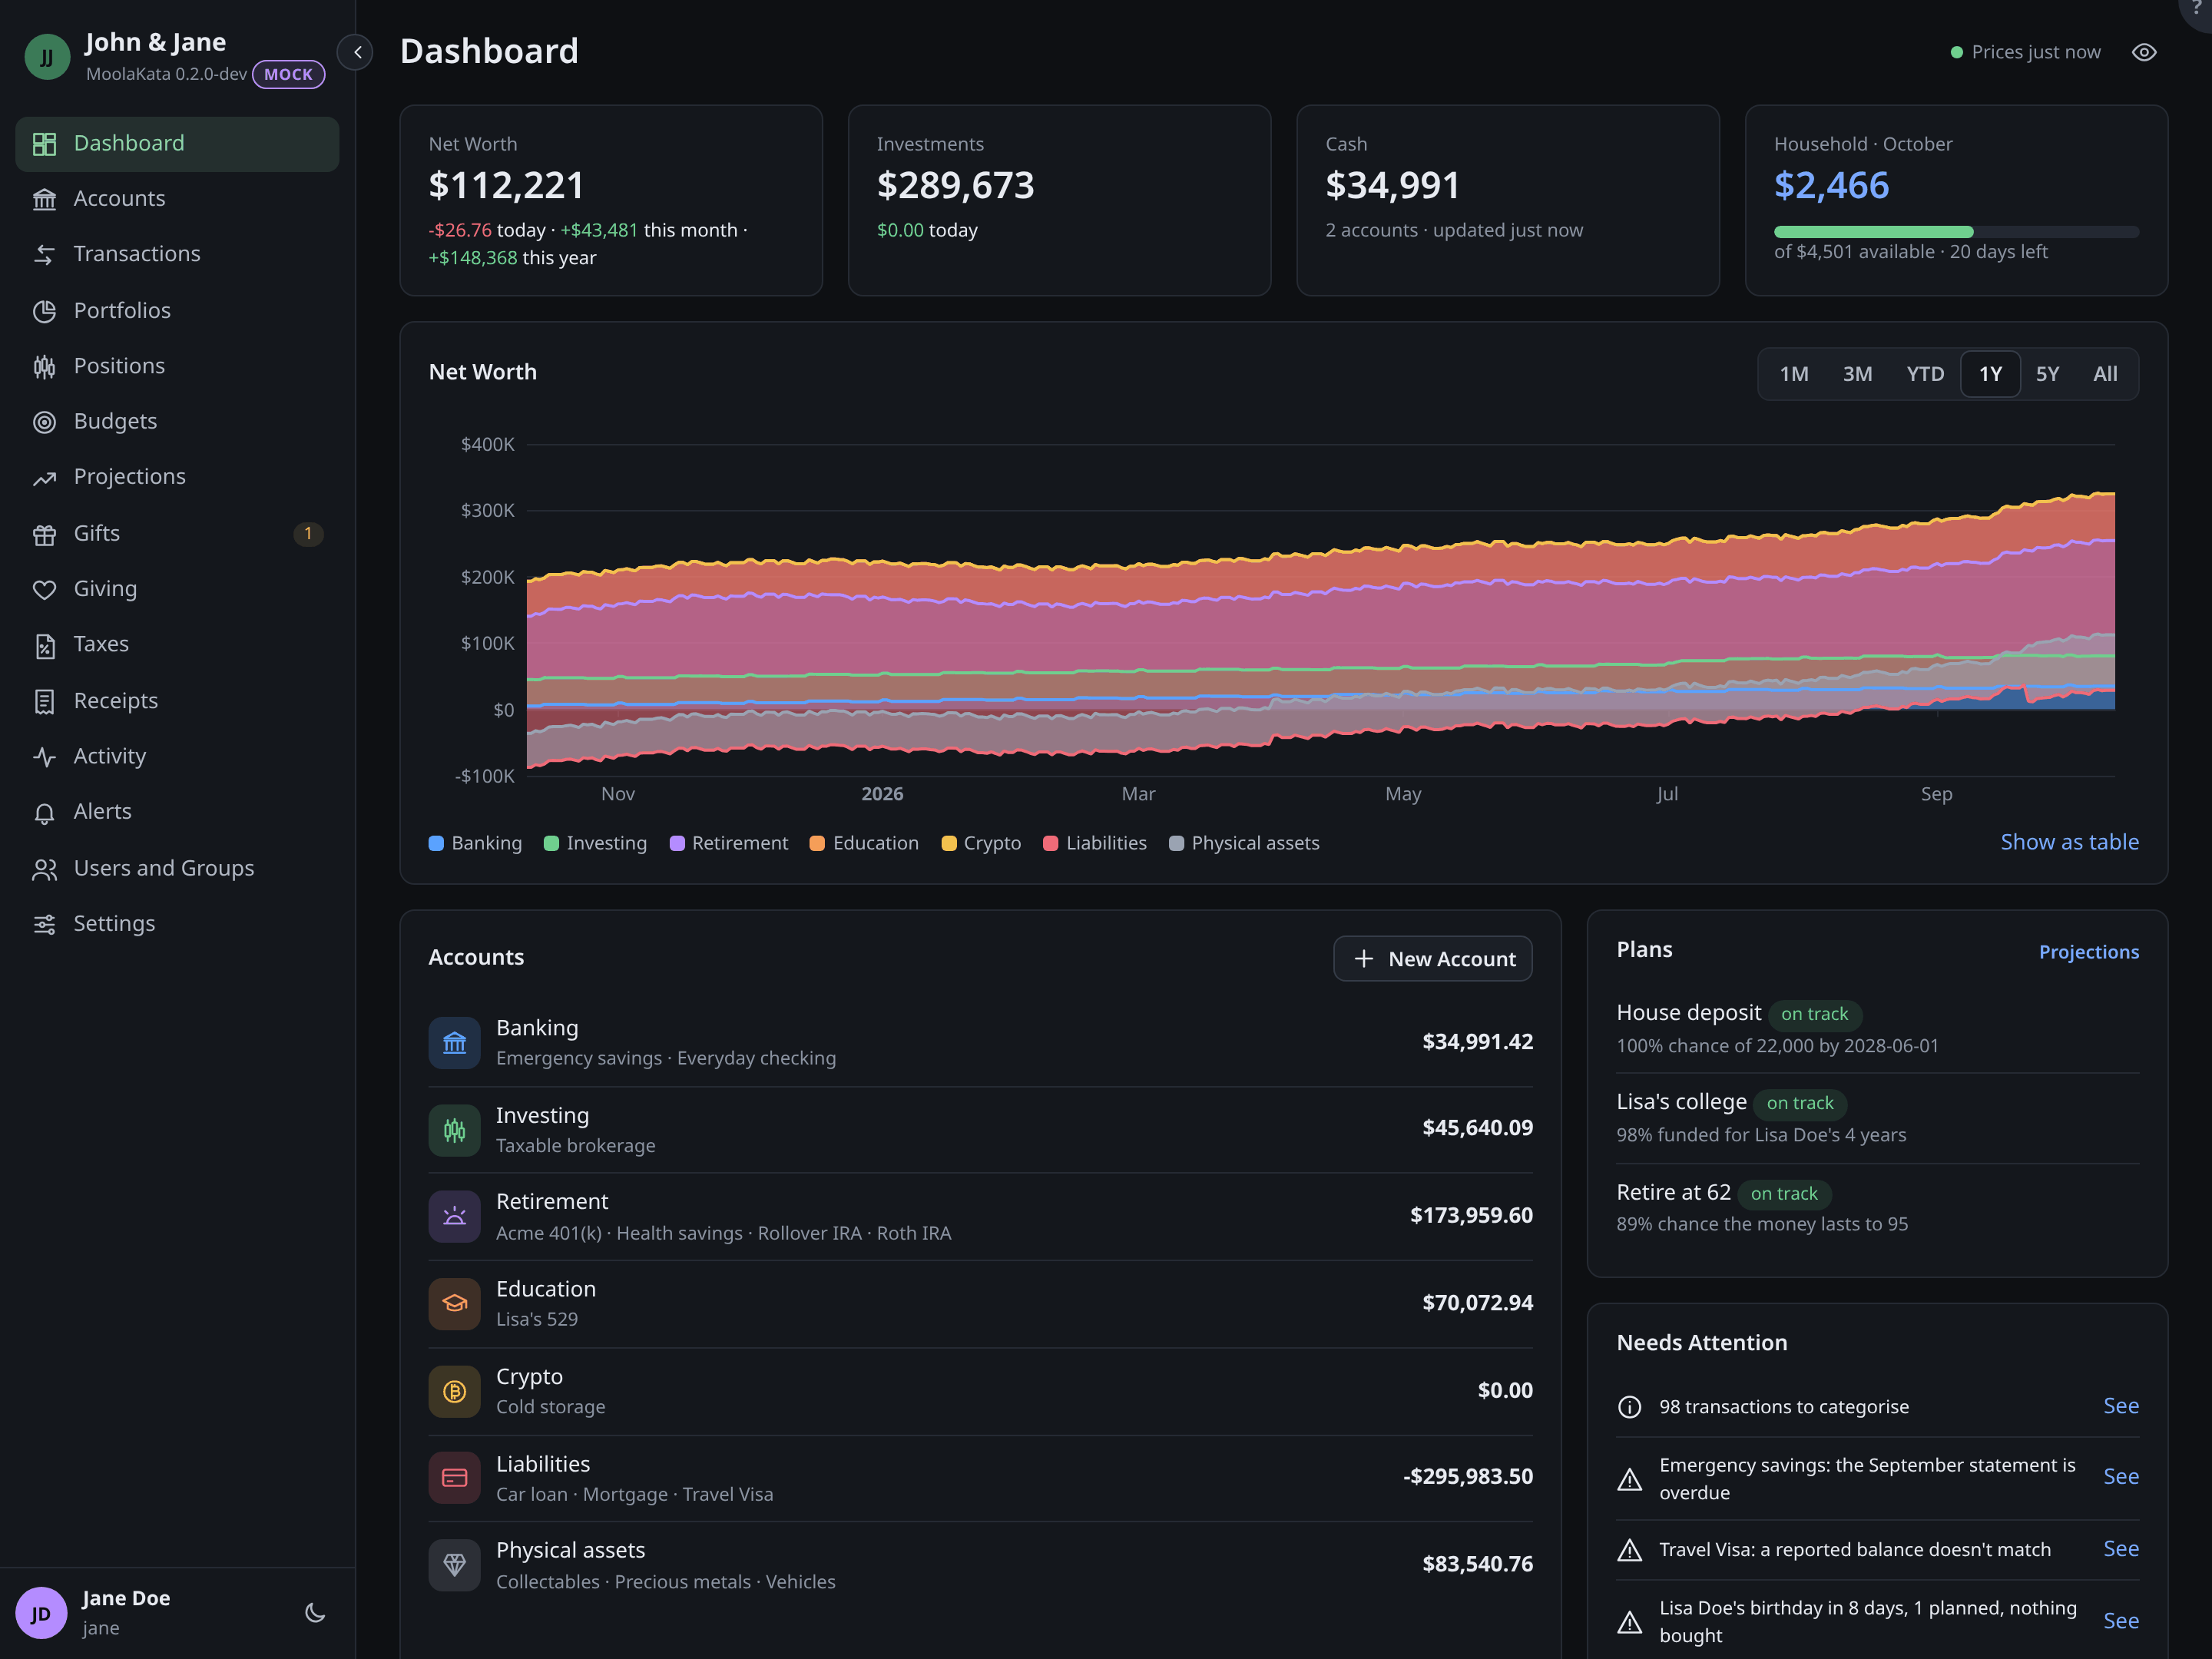 John & Jane
MoolaKata 0.2.0-dev MOCK
Dashboard
Accounts
Transactions
Portfolios
Positions
Budgets
Projections
Gifts 1
Giving
Taxes
Receipts
Activity
Alerts
Users and Groups
Settings
JJ
JD
Jane Doe
jane
?
Dashboard
Prices just now
Net Worth
$112,221
-$26.76 today · +$43,481 this month ·
+$148,368 this year
Investments
$289,673
$0.00 today
Cash
$34,991
2 accounts · updated just now
Household · October
$2,466
of $4,501 available · 20 days left
Net Worth
1M 3M YTD 1Y 5Y All
$400K
$300K
$200K
$100K
$0
-$100K
Nov 2026 Mar May Jul Sep
Banking Investing Retirement Education Crypto Liabilities Physical assets
Show as table
Accounts
New Account
Banking
Emergency savings · Everyday checking
$34,991.42
Investing
Taxable brokerage
$45,640.09
Retirement
Acme 401(k) · Health savings · Rollover IRA · Roth IRA
$173,959.60
Education
Lisa's 529
$70,072.94
Crypto
Cold storage
$0.00
Liabilities
Car loan · Mortgage · Travel Visa
-$295,983.50
Physical assets
Collectables · Precious metals · Vehicles
$83,540.76
Plans
Projections
House deposit on track
100% chance of 22,000 by 2028-06-01
Lisa's college on track
98% funded for Lisa Doe's 4 years
Retire at 62 on track
89% chance the money lasts to 95
Needs Attention
98 transactions to categorise See
Emergency savings: the September statement is
overdue
See
Travel Visa: a reported balance doesn't match See
Lisa Doe's birthday in 8 days, 1 planned, nothing
bought
See